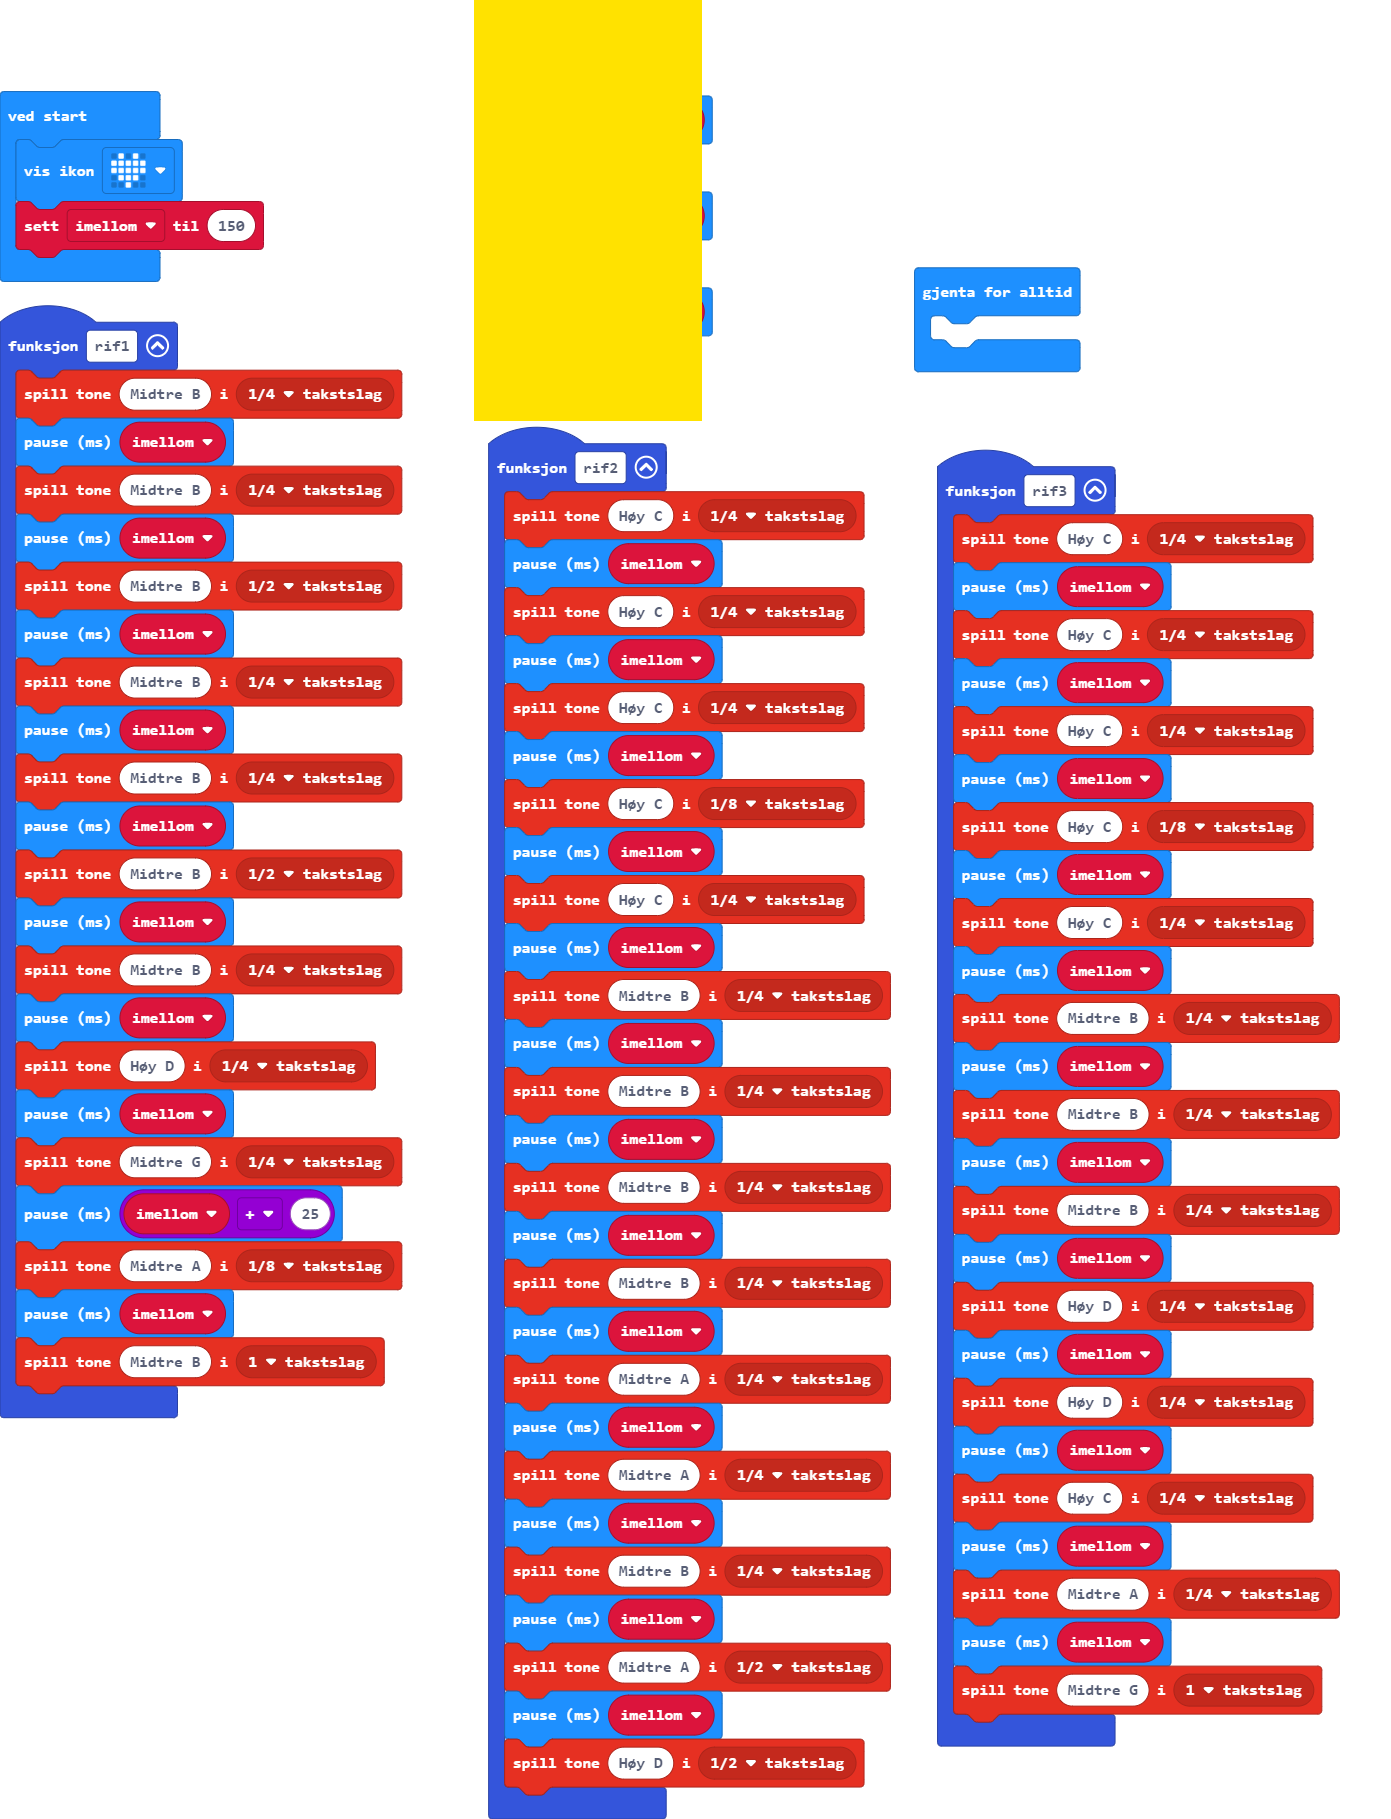 ved start
vis ikon
sett imellom til 150
funksjon rif1
spill tone Midtre B i 1/4 takstslag
pause (ms) imellom
spill tone Midtre B i 1/4 takstslag
pause (ms) imellom
spill tone Midtre B i 1/2 takstslag
pause (ms) imellom
spill tone Midtre B i 1/4 takstslag
pause (ms) imellom
spill tone Midtre B i 1/4 takstslag
pause (ms) imellom
spill tone Midtre B i 1/2 takstslag
pause (ms) imellom
spill tone Midtre B i 1/4 takstslag
pause (ms) imellom
spill tone Høy D i 1/4 takstslag
pause (ms) imellom
spill tone Midtre G i 1/4 takstslag
pause (ms) imellom + 25
spill tone Midtre A i 1/8 takstslag
pause (ms) imellom
spill tone Midtre B i 1 takstslag
funksjon rif2
spill tone Høy C i 1/4 takstslag
pause (ms) imellom
spill tone Høy C i 1/4 takstslag
pause (ms) imellom
spill tone Høy C i 1/4 takstslag
pause (ms) imellom
spill tone Høy C i 1/8 takstslag
pause (ms) imellom
spill tone Høy C i 1/4 takstslag
pause (ms) imellom
spill tone Midtre B i 1/4 takstslag
pause (ms) imellom
spill tone Midtre B i 1/4 takstslag
pause (ms) imellom
spill tone Midtre B i 1/4 takstslag
pause (ms) imellom
spill tone Midtre B i 1/4 takstslag
pause (ms) imellom
spill tone Midtre A i 1/4 takstslag
pause (ms) imellom
spill tone Midtre A i 1/4 takstslag
pause (ms) imellom
spill tone Midtre B i 1/4 takstslag
pause (ms) imellom
spill tone Midtre A i 1/2 takstslag
pause (ms) imellom
spill tone Høy D i 1/2 takstslag
gjenta for alltid
funksjon rif3
spill tone Høy C i 1/4 takstslag
pause (ms) imellom
spill tone Høy C i 1/4 takstslag
pause (ms) imellom
spill tone Høy C i 1/4 takstslag
pause (ms) imellom
spill tone Høy C i 1/8 takstslag
pause (ms) imellom
spill tone Høy C i 1/4 takstslag
pause (ms) imellom
spill tone Midtre B i 1/4 takstslag
pause (ms) imellom
spill tone Midtre B i 1/4 takstslag
pause (ms) imellom
spill tone Midtre B i 1/4 takstslag
pause (ms) imellom
spill tone Høy D i 1/4 takstslag
pause (ms) imellom
spill tone Høy D i 1/4 takstslag
pause (ms) imellom
spill tone Høy C i 1/4 takstslag
pause (ms) imellom
spill tone Midtre A i 1/4 takstslag
pause (ms) imellom
spill tone Midtre G i 1 takstslag